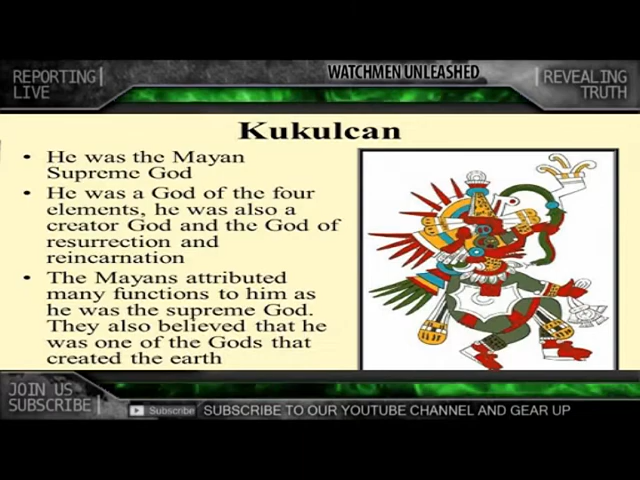 WATCHMEN UNLEASHED
REPORTING
LIVE
REVEALING
TRUTH
Kukulcan
• He was the Mayan
Supreme God
• He was a God of the four
elements, he was also a
creator God and the God of
resurrection and
reincarnation
• The Mayans attributed
many functions to him as
he was the supreme God.
They also believed that he
was one of the Gods that
created the earth
JOIN US
SUBSCRIBE
Subscribe
SUBSCRIBE TO OUR YOUTUBE CHANNEL AND GEAR UP